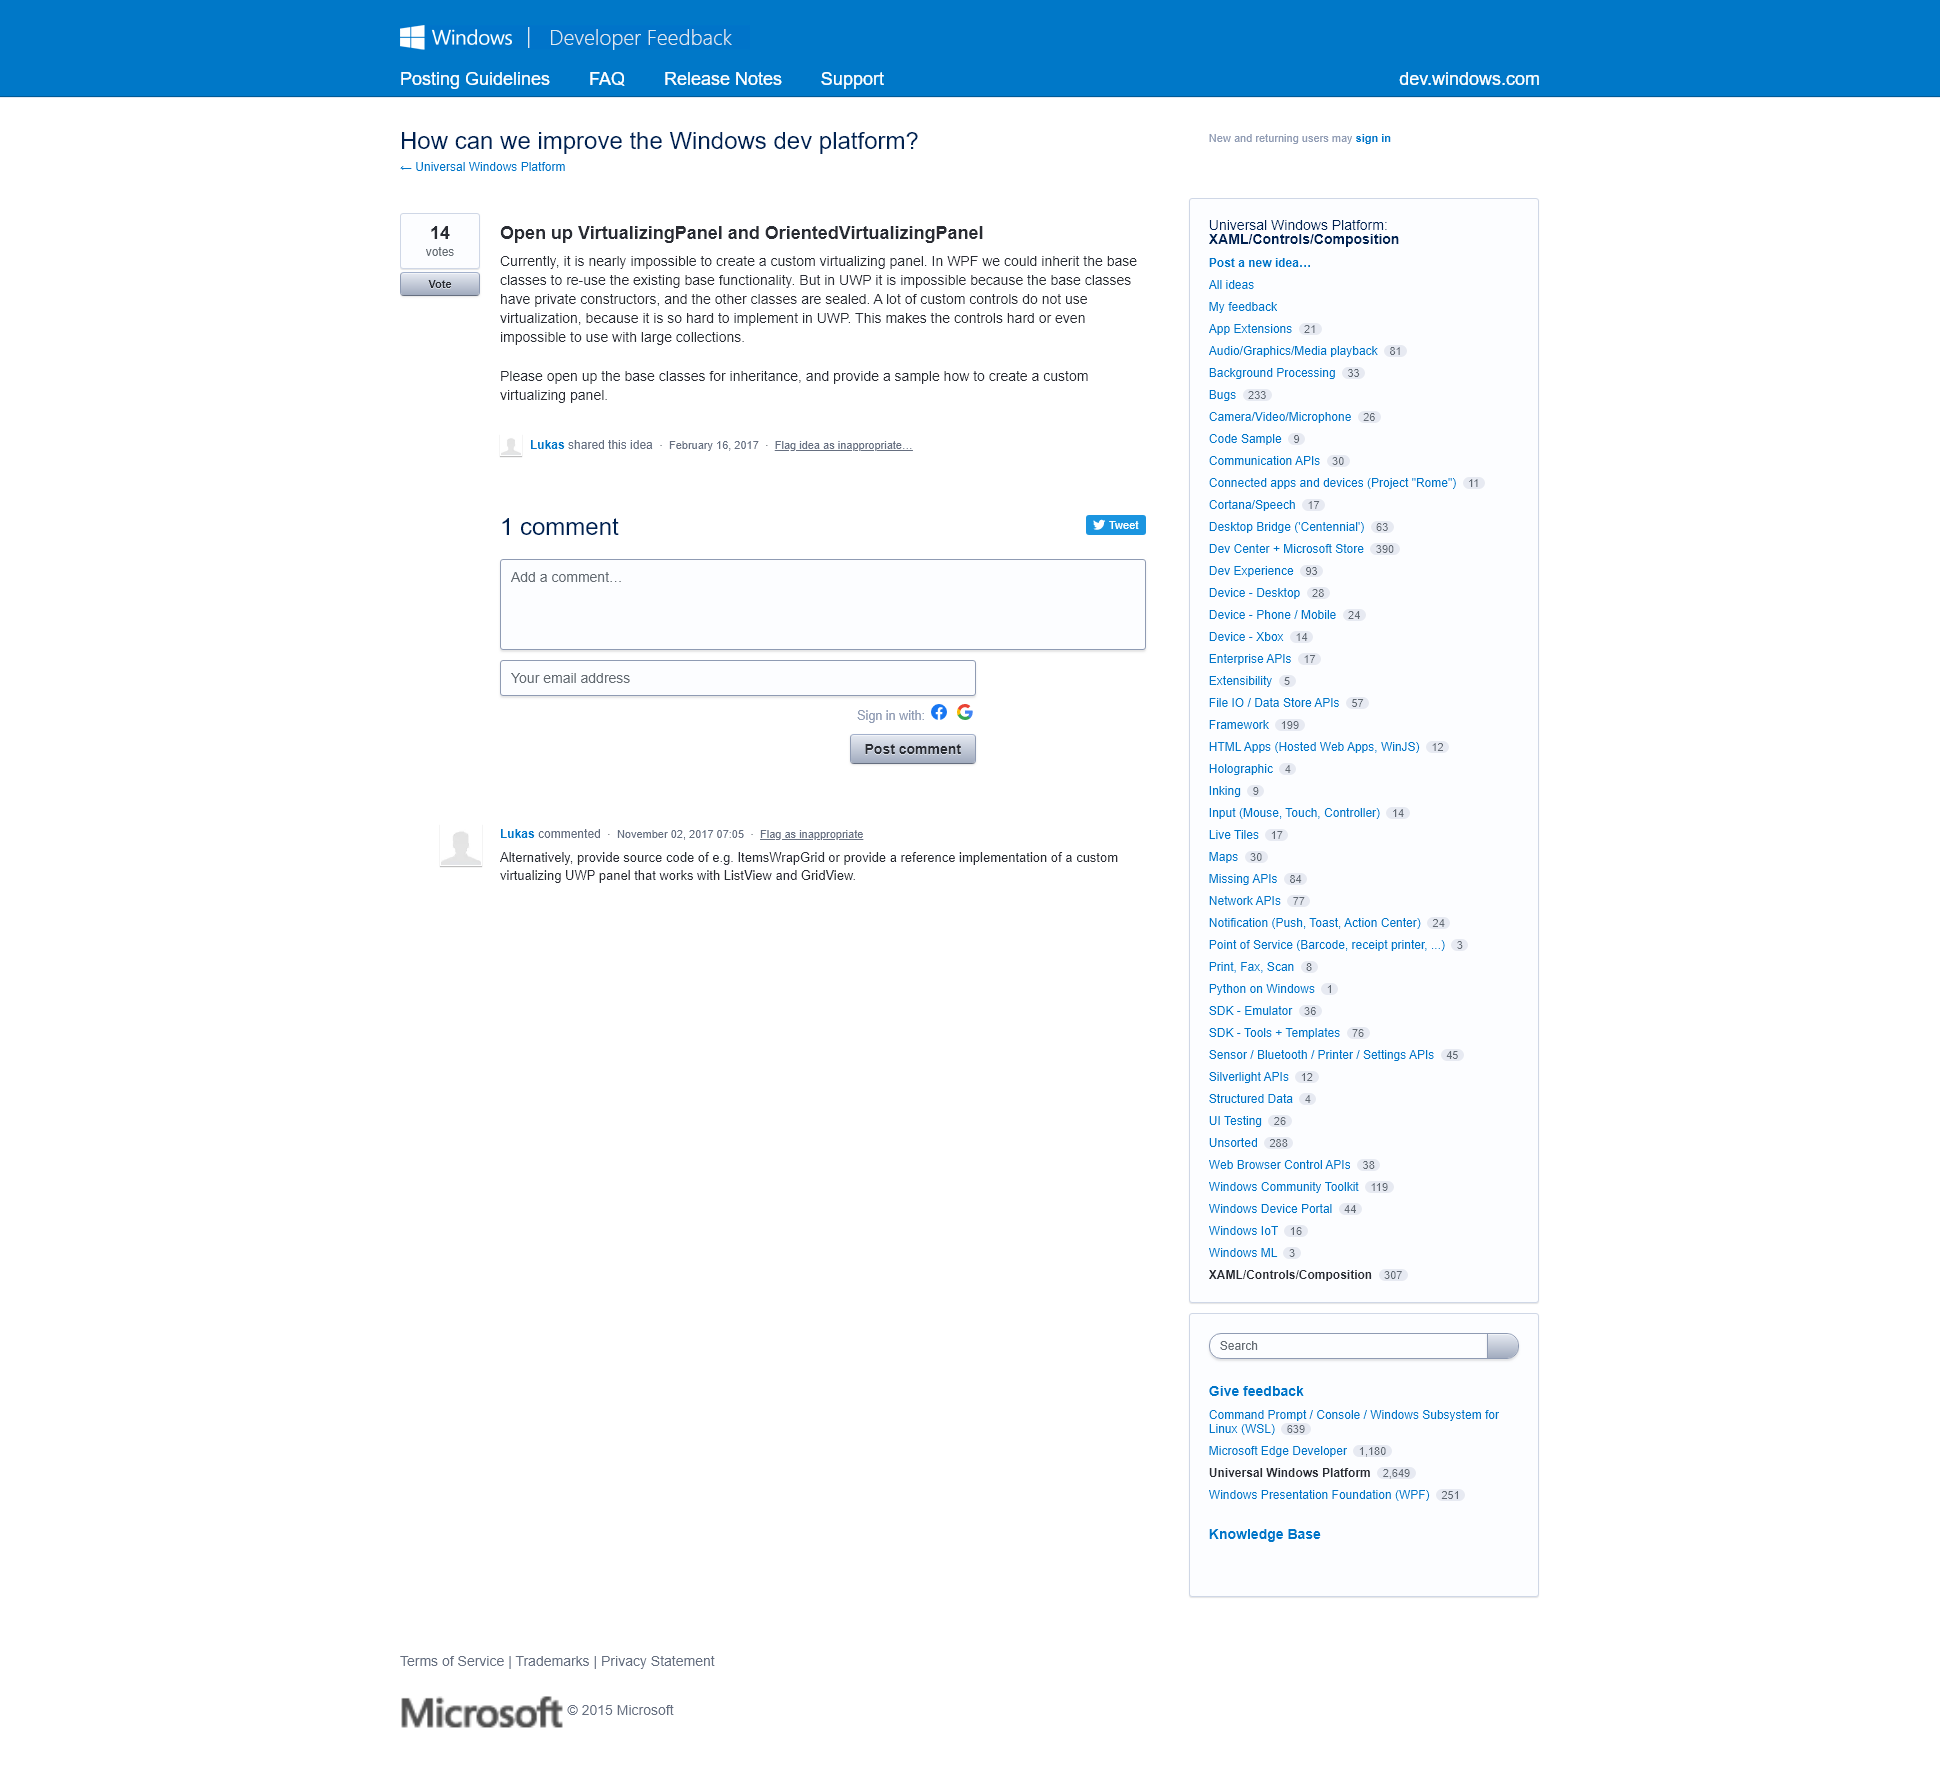 Windows | Developer Feedback
Posting Guidelines FAQ Release Notes Support dev.windows.com
How can we improve the Windows dev platform?
← Universal Windows Platform
New and returning users may sign in
14
votes
Vote
Open up VirtualizingPanel and OrientedVirtualizingPanel
Currently, it is nearly impossible to create a custom virtualizing panel. In WPF we could inherit the base
classes to re-use the existing base functionality. But in UWP it is impossible because the base classes
have private constructors, and the other classes are sealed. A lot of custom controls do not use
virtualization, because it is so hard to implement in UWP. This makes the controls hard or even
impossible to use with large collections.
Please open up the base classes for inheritance, and provide a sample how to create a custom
virtualizing panel.
Lukas shared this idea · February 16, 2017 · Flag idea as inappropriate…
1 comment
Tweet
Add a comment…
Your email address
Sign in with:
Post comment
Lukas commented · November 02, 2017 07:05 · Flag as inappropriate
Alternatively, provide source code of e.g. ItemsWrapGrid or provide a reference implementation of a custom
virtualizing UWP panel that works with ListView and GridView.
Universal Windows Platform:
XAML/Controls/Composition
Post a new idea…
All ideas
My feedback
App Extensions 21
Audio/Graphics/Media playback 81
Background Processing 33
Bugs 233
Camera/Video/Microphone 26
Code Sample 9
Communication APIs 30
Connected apps and devices (Project "Rome") 11
Cortana/Speech 17
Desktop Bridge ('Centennial') 63
Dev Center + Microsoft Store 390
Dev Experience 93
Device - Desktop 28
Device - Phone / Mobile 24
Device - Xbox 14
Enterprise APIs 17
Extensibility 5
File IO / Data Store APIs 57
Framework 199
HTML Apps (Hosted Web Apps, WinJS) 12
Holographic 4
Inking 9
Input (Mouse, Touch, Controller) 14
Live Tiles 17
Maps 30
Missing APIs 84
Network APIs 77
Notification (Push, Toast, Action Center) 24
Point of Service (Barcode, receipt printer, ...) 3
Print, Fax, Scan 8
Python on Windows 1
SDK - Emulator 36
SDK - Tools + Templates 76
Sensor / Bluetooth / Printer / Settings APIs 45
Silverlight APIs 12
Structured Data 4
UI Testing 26
Unsorted 288
Web Browser Control APIs 38
Windows Community Toolkit 119
Windows Device Portal 44
Windows IoT 16
Windows ML 3
XAML/Controls/Composition 307
Search
Give feedback
Command Prompt / Console / Windows Subsystem for
Linux (WSL) 639
Microsoft Edge Developer 1,180
Universal Windows Platform 2,649
Windows Presentation Foundation (WPF) 251
Knowledge Base
Terms of Service | Trademarks | Privacy Statement
Microsoft © 2015 Microsoft